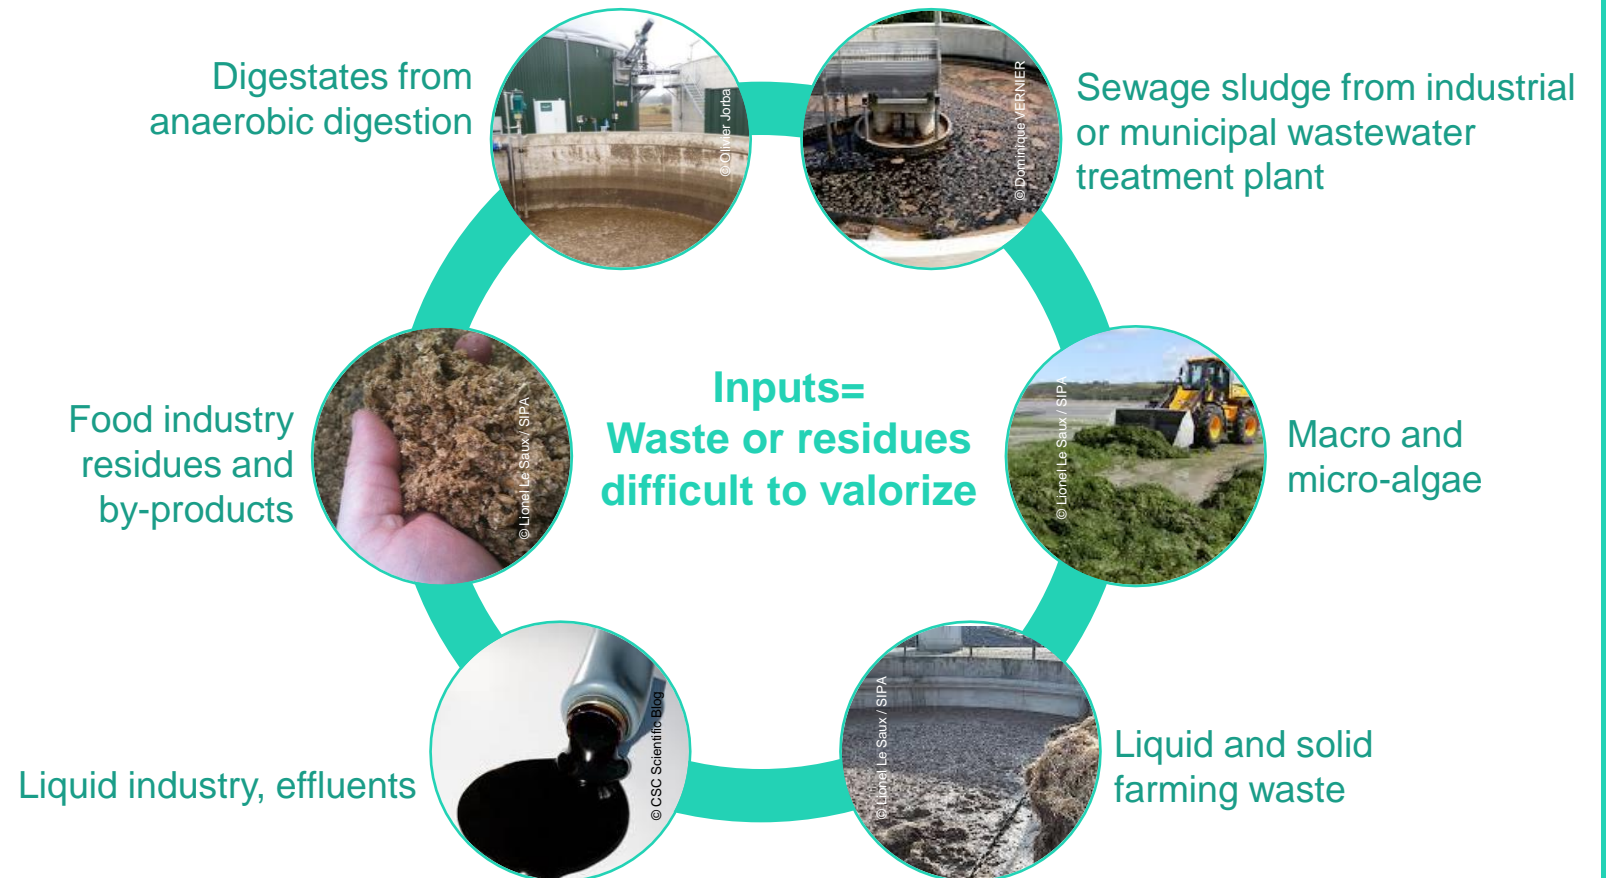 Digestates from
anaerobic digestion
© Olivier Jorba
© Dominique VERNIER
Sewage sludge from industrial
or municipal wastewater
treatment plant
Food industry
residues and
by-products
© Lionel Le Saux / SIPA
Inputs=
Waste or residues
difficult to valorize
© Lionel Le Saux / SIPA
Macro and
micro-algae
Liquid industry, effluents
© CSC Scientific Blog
© Lionel Le Saux / SIPA
Liquid and solid
farming waste